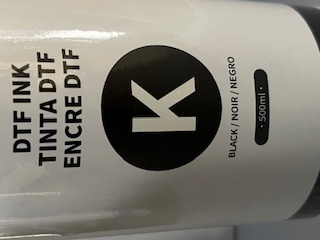 DTF INK
TINTA DTF
ENCRE DTF
K
BLACK / NOIR / NEGRO
• 500ml •